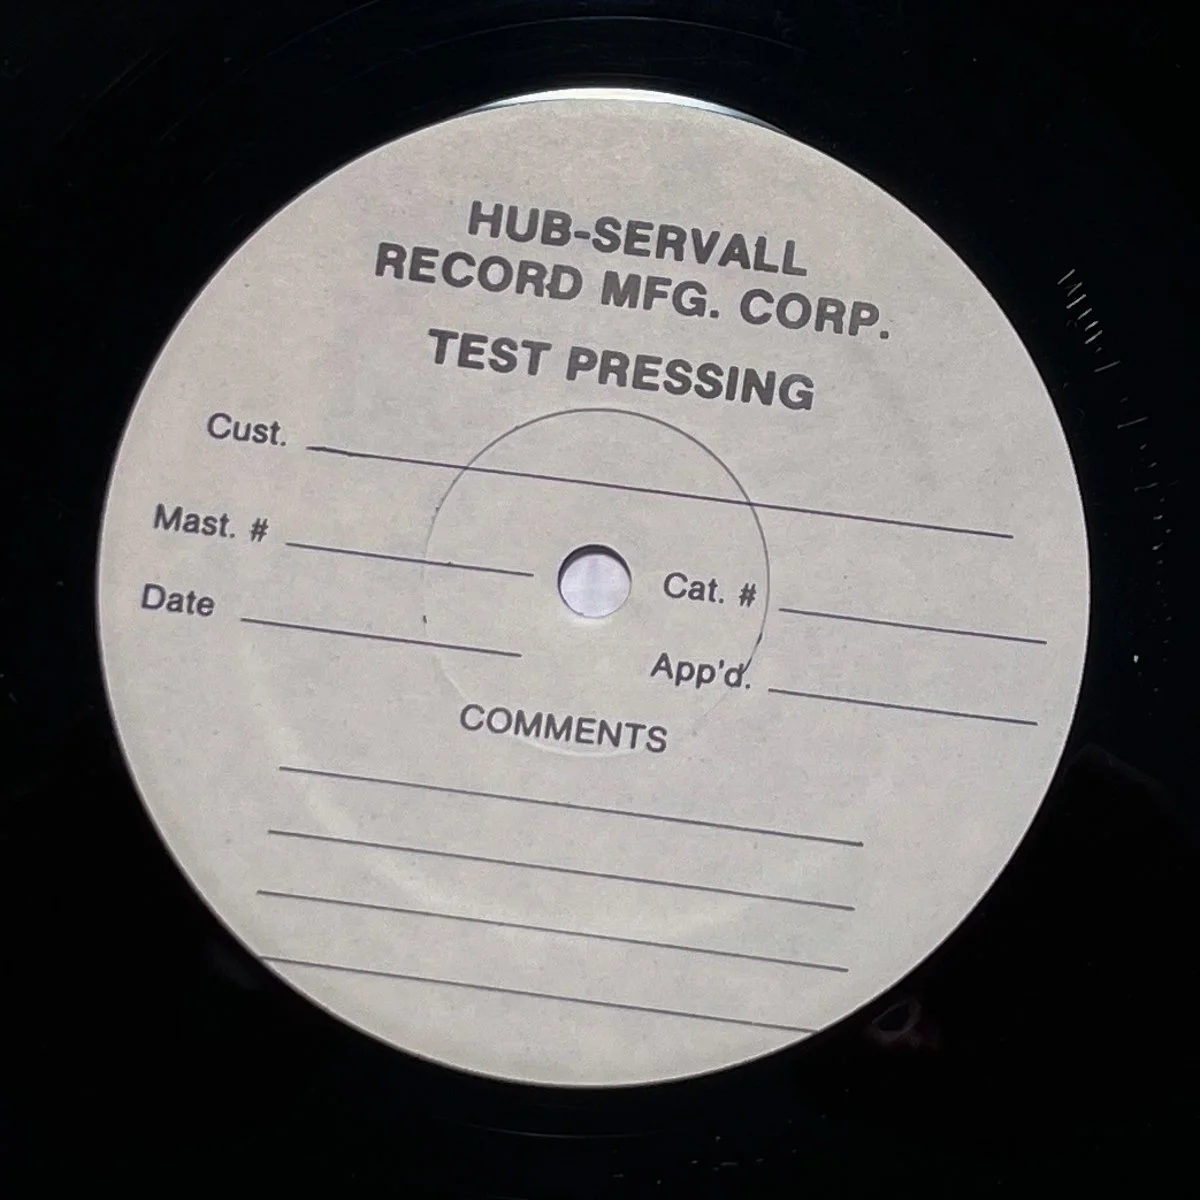 HUB-SERVALL
RECORD MFG. CORP.
TEST PRESSING
Cust.
Mast. #
Cat. #
Date
App'd.
COMMENTS